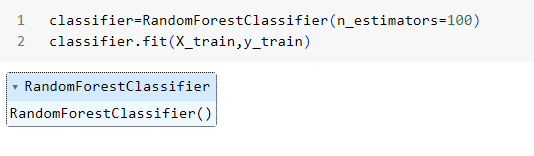 1 classifier=RandomForestClassifier(n_estimators=100)
2 classifier.fit(X_train,y_train)
▾ RandomForestClassifier
RandomForestClassifier()